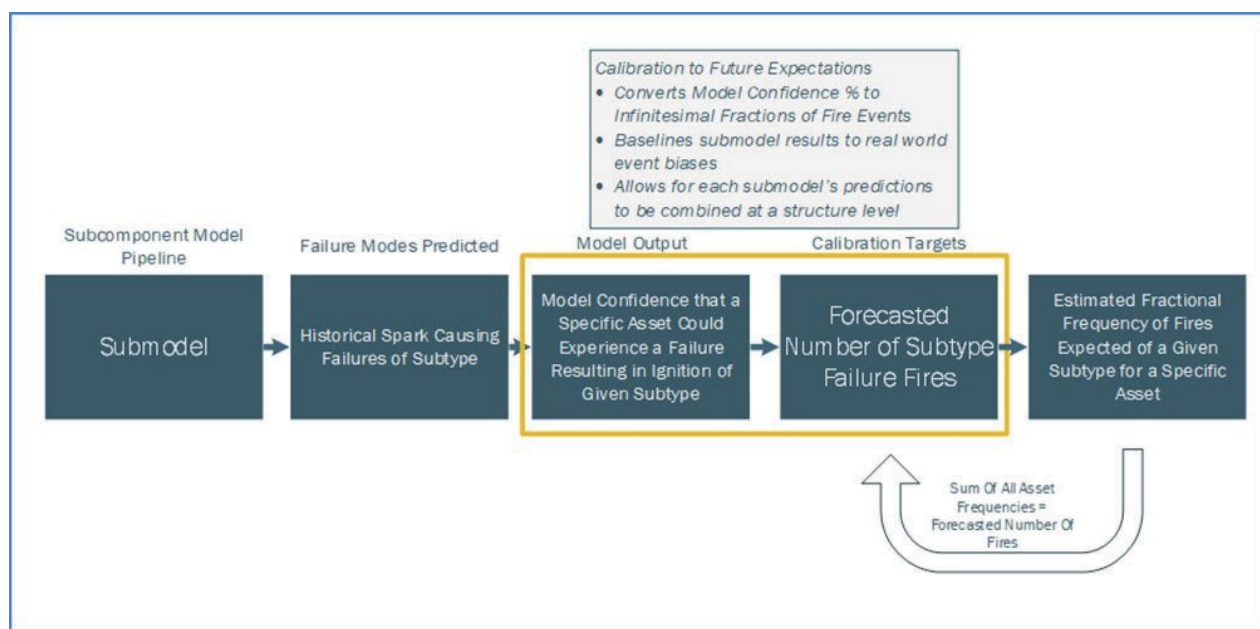 Calibration to Future Expectations
• Converts Model Confidence % to
Infinitesimal Fractions of Fire Events
• Baselines submodel results to real world
event biases
• Allows for each submodel's predictions
to be combined at a structure level
Subcomponent Model
Pipeline
Failure Modes Predicted
Model Output
Calibration Targets
Submodel
Historical Spark Causing
Failures of Subtype
Model Confidence that a
Specific Asset Could
Experience a Failure
Resulting in Ignition of
Given Subtype
Forecasted
Number of Subtype
Failure Fires
Estimated Fractional
Frequency of Fires
Expected of a Given
Subtype for a Specific
Asset
Sum Of All Asset
Frequencies =
Forecasted Number Of
Fires